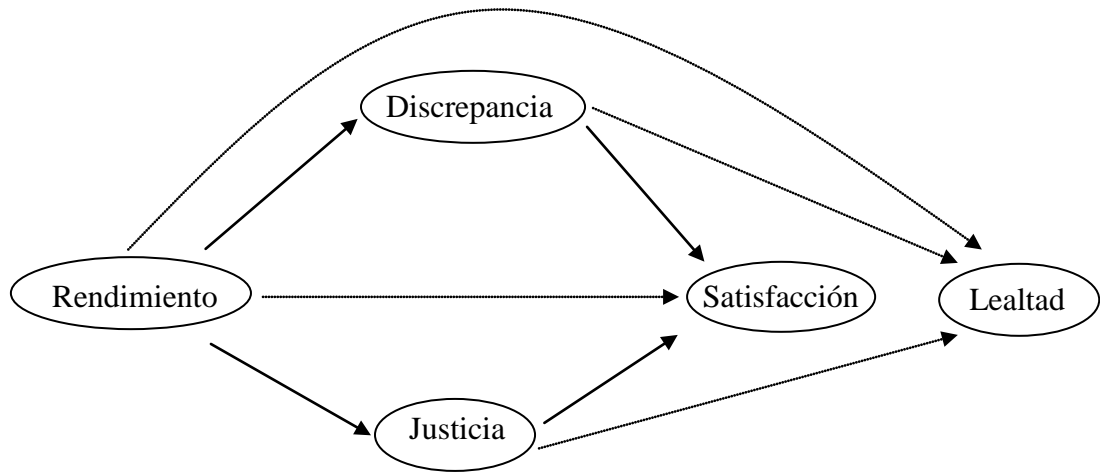 Discrepancia
Rendimiento
Satisfacción
Lealtad
Justicia